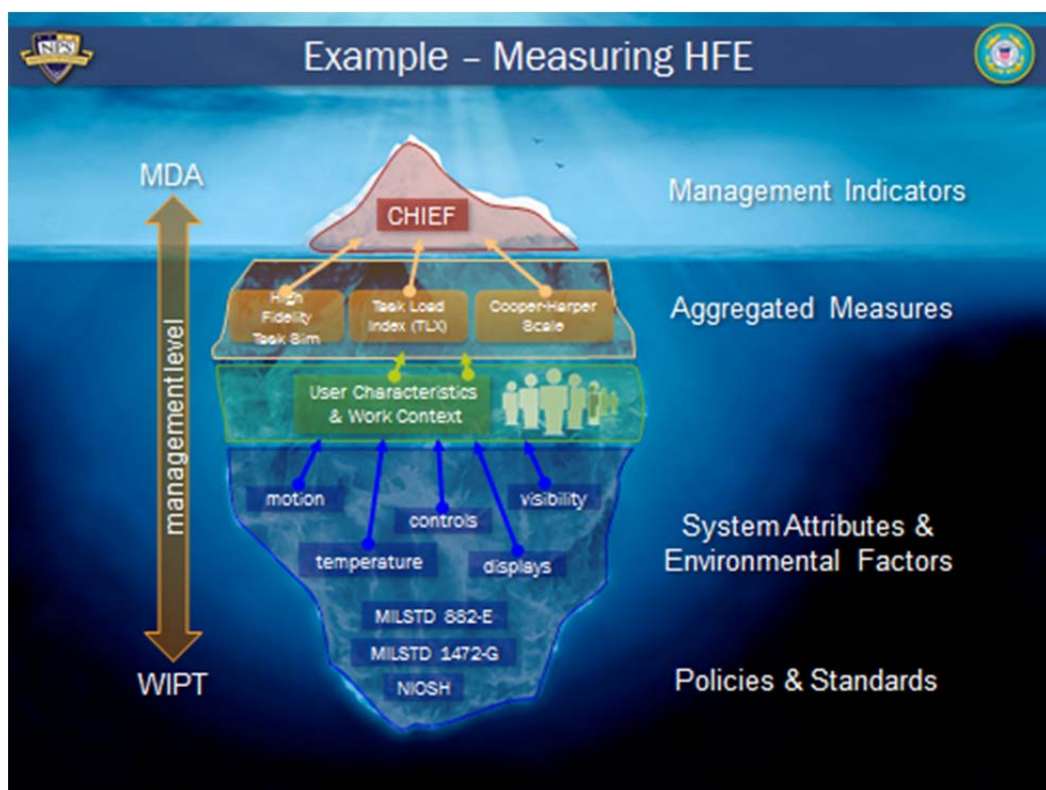 NPS
Example – Measuring HFE
MDA
management level
WIPT
CHIEF
High
Fidelity
Task Sim
Task Load
Index (TLX)
Cooper-Harper
Scale
User Characteristics
& Work Context
motion
visibility
controls
temperature
displays
MILSTD 882-E
MILSTD 1472-G
NIOSH
Management Indicators
Aggregated Measures
System Attributes &
Environmental Factors
Policies & Standards